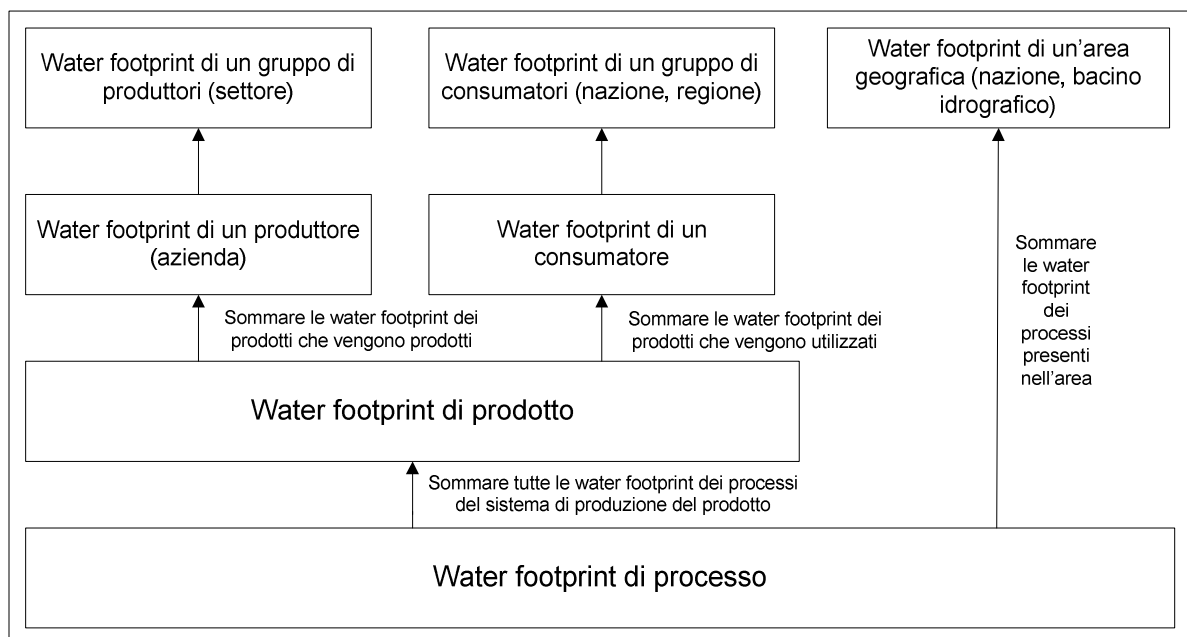 Water footprint di un gruppo di
produttori (settore)
Water footprint di un gruppo di
consumatori (nazione, regione)
Water footprint di un'area
geografica (nazione, bacino
idrografico)
Water footprint di un produttore
(azienda)
Water footprint di un
consumatore
Sommare
le water
footprint
dei
processi
presenti
nell'area
Sommare le water footprint dei
prodotti che vengono prodotti
Sommare le water footprint dei
prodotti che vengono utilizzati
Water footprint di prodotto
Sommare tutte le water footprint dei processi
del sistema di produzione del prodotto
Water footprint di processo